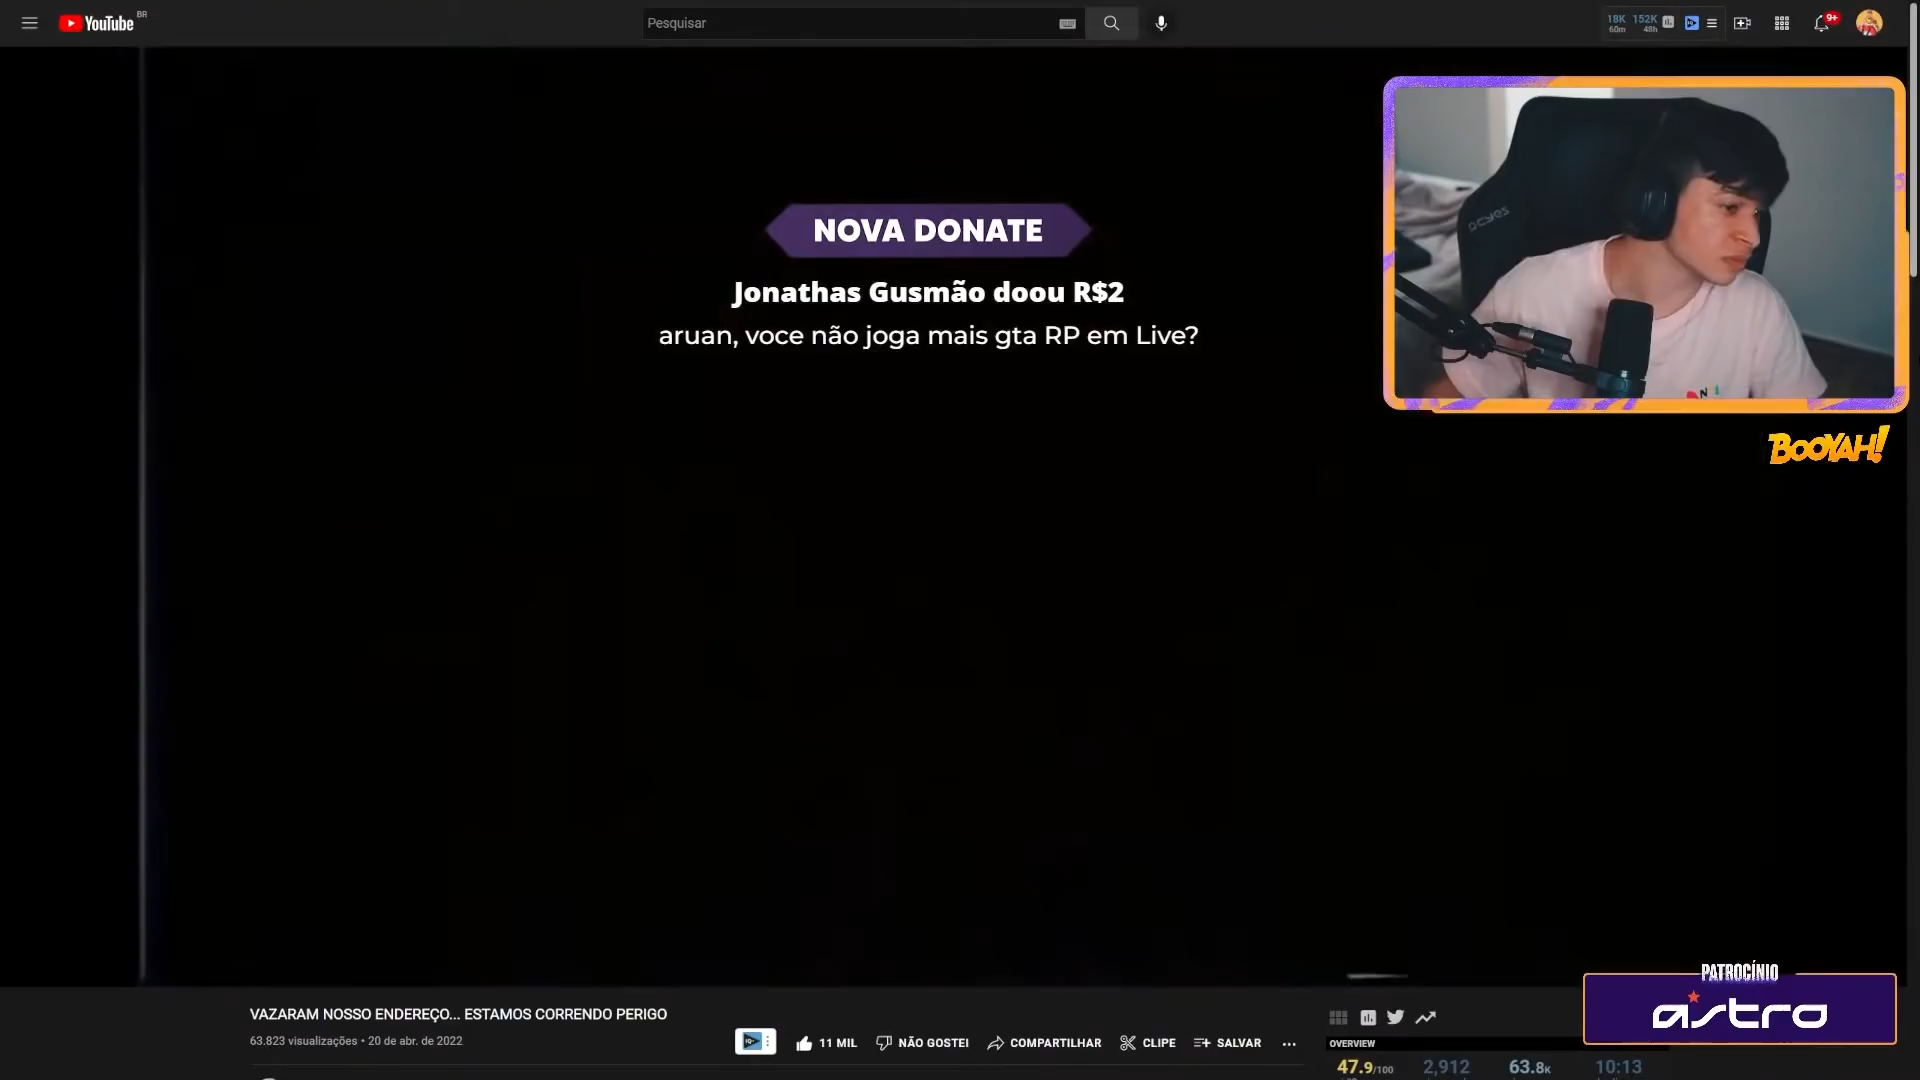 YouTube BR
Pesquisar
18K 152K
60m 48h
9+
NOVA DONATE
Jonathas Gusmão doou R$2
aruan, voce não joga mais gta RP em Live?
BOOYAH!
PATROCÍNIO
astra
VAZARAM NOSSO ENDEREÇO... ESTAMOS CORRENDO PERIGO
63.823 visualizações • 20 de abr. de 2022
11 MIL NÃO GOSTEI COMPARTILHAR CLIPE SALVAR
OVERVIEW
47.9/100 2,912 63.8k 10:13